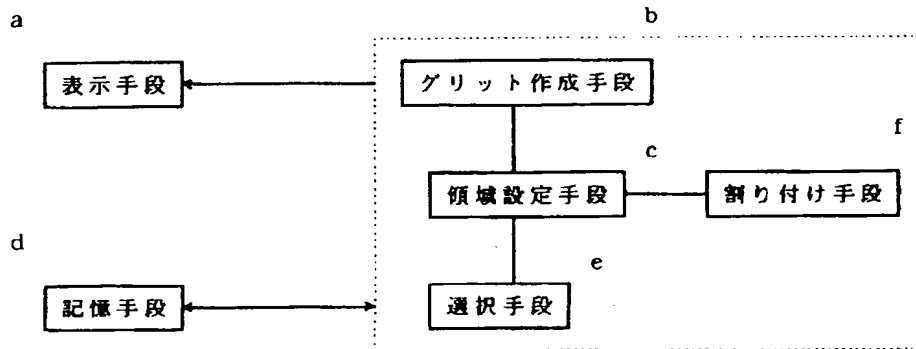 a
b
表示手段
グリット作成手段
f
c
領域設定手段
割り付け手段
d
e
記憶手段
選択手段